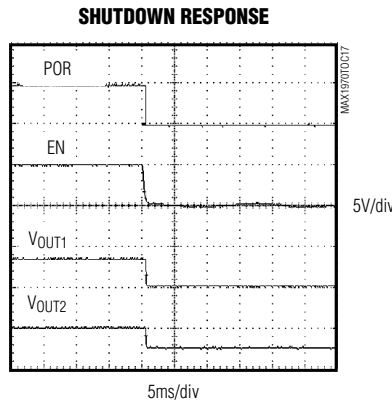 SHUTDOWN RESPONSE
MAX1970TOC17
POR
EN
5V/div
VOUT1
VOUT2
5ms/div